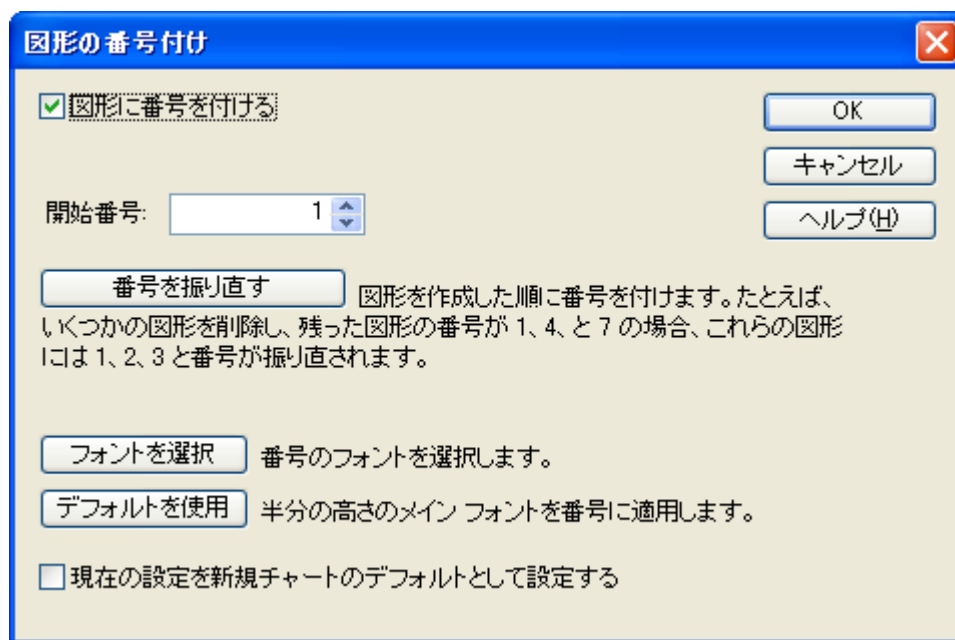 図形の番号付け
図形に番号を付ける
OK
キャンセル
開始番号: 1
ヘルプ(H)
番号を振り直す 図形を作成した順に番号を付けます。たとえば、
いくつかの図形を削除し、残った図形の番号が 1、4、と 7 の場合、これらの図形
には 1、2、3 と番号が振り直されます。
フォントを選択 番号のフォントを選択します。
デフォルトを使用 半分の高さのメイン フォントを番号に適用します。
現在の設定を新規チャートのデフォルトとして設定する